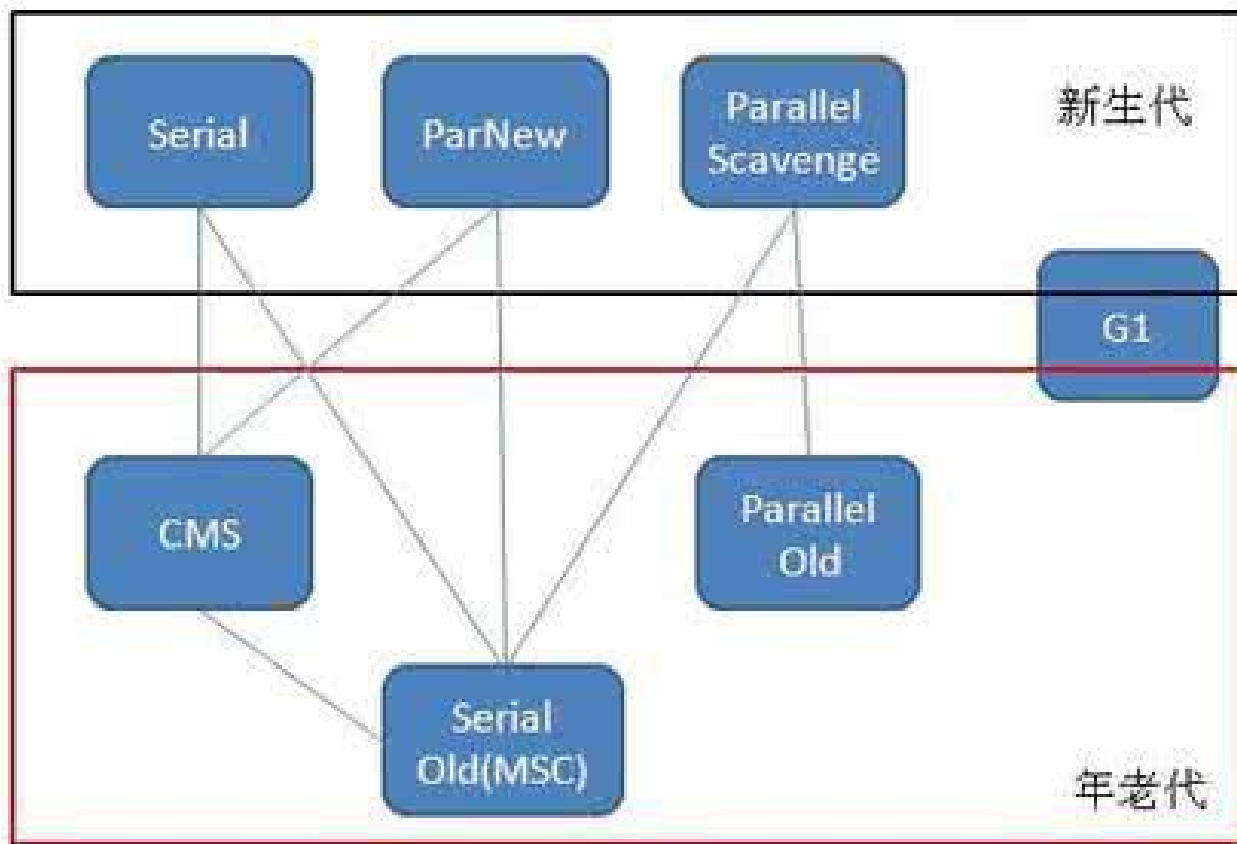 Serial
ParNew
Parallel
Scavenge
新生代
G1
CMS
Parallel
Old
Serial
Old(MSC)
年老代